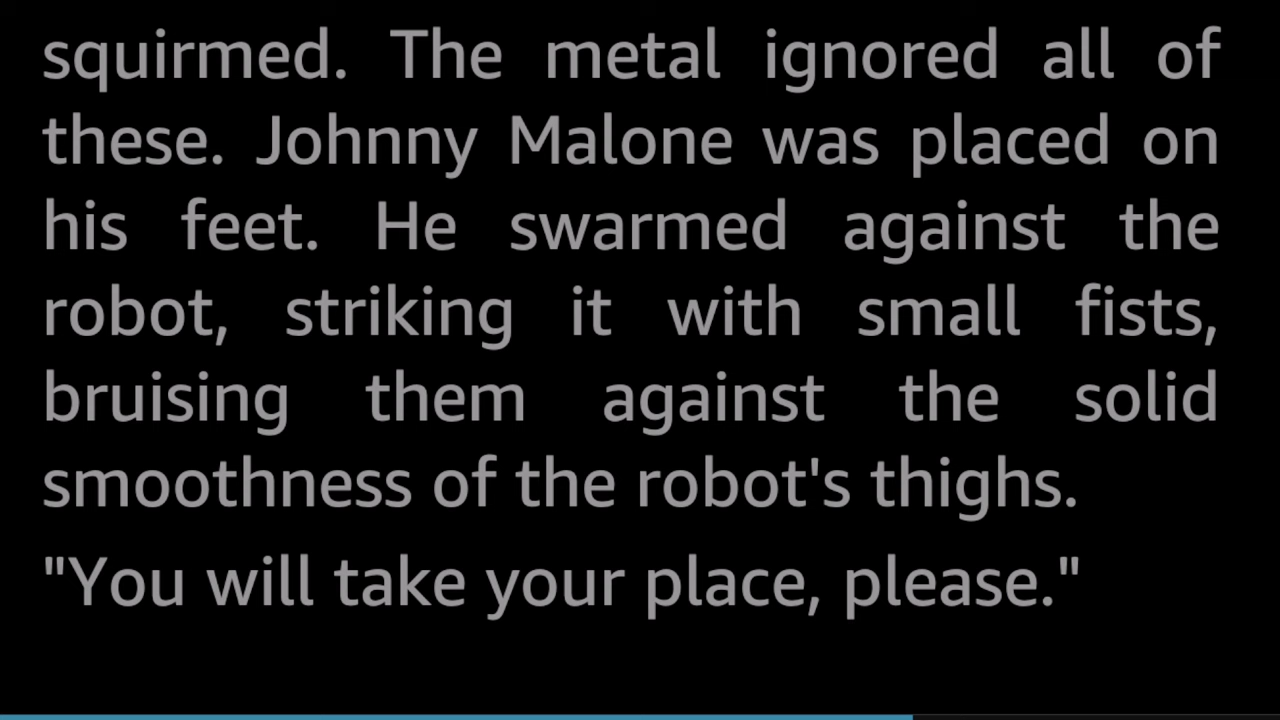 squirmed. The metal ignored all of
these. Johnny Malone was placed on
his feet. He swarmed against the
robot, striking it with small fists,
bruising them against the solid
smoothness of the robot's thighs.
"You will take your place, please."